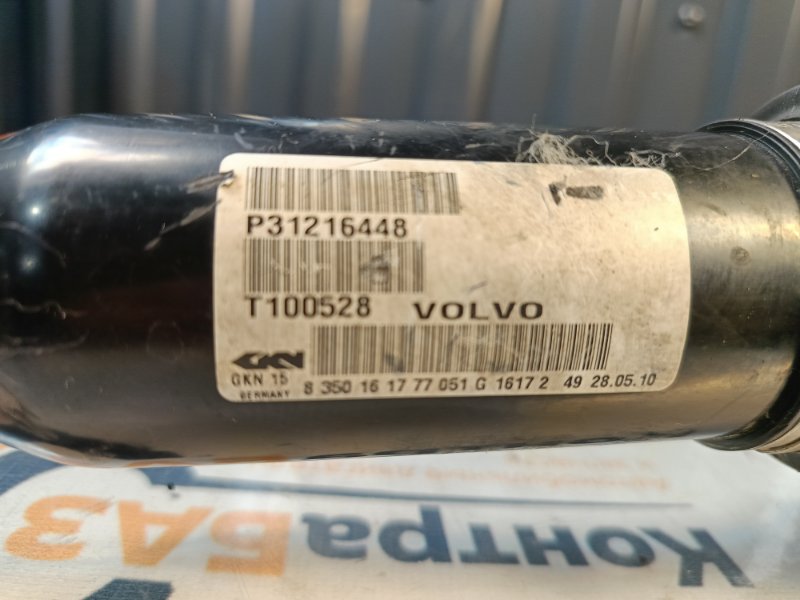 P31216448
T100528 VOLVO
GKN
GKN 15
GERMANY
8 350 16 17 77 051 G 1617 2 49 28.05.10
КонтраБАЗ